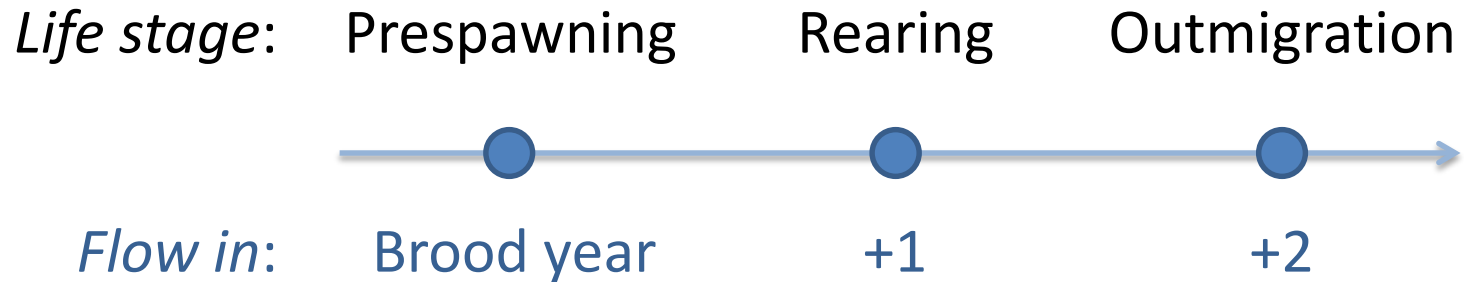 Life stage: Prespawning Rearing Outmigration
Flow in: Brood year +1 +2